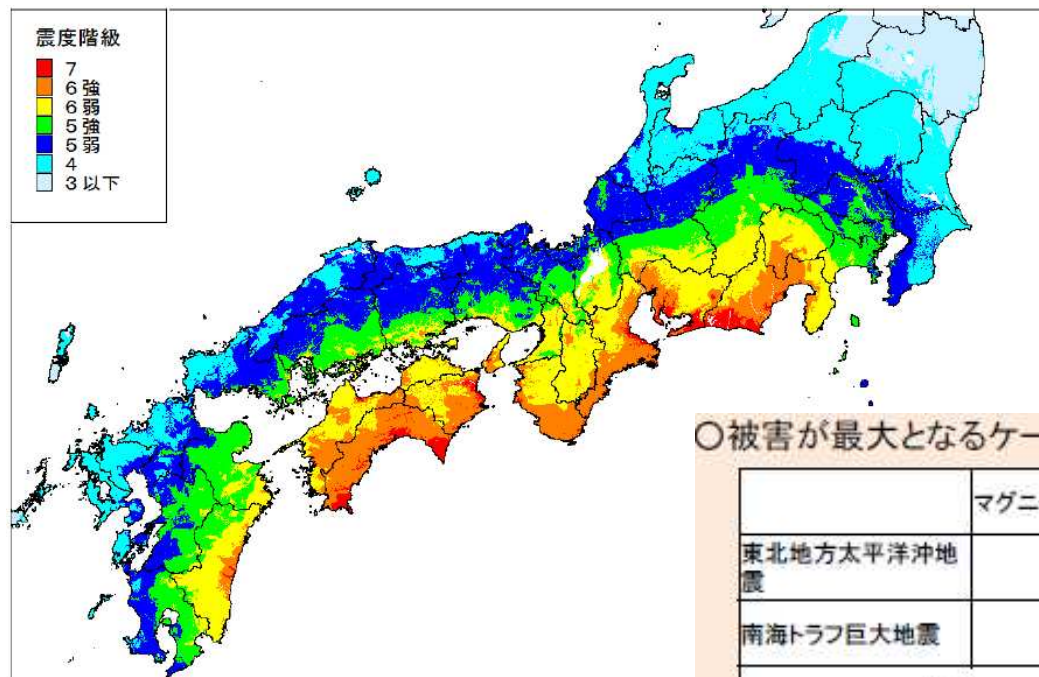 震度階級
7
6強
6弱
5強
5弱
4
3以下
○被害が最大となるケー
マグニ
東北地方太平洋沖地
震
南海トラフ巨大地震